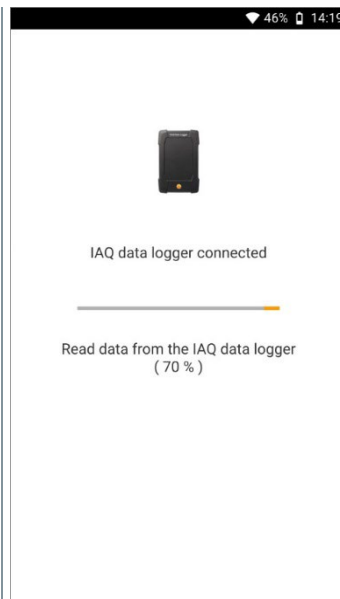 46% 14:19
IAQ data logger connected
Read data from the IAQ data logger
( 70 % )